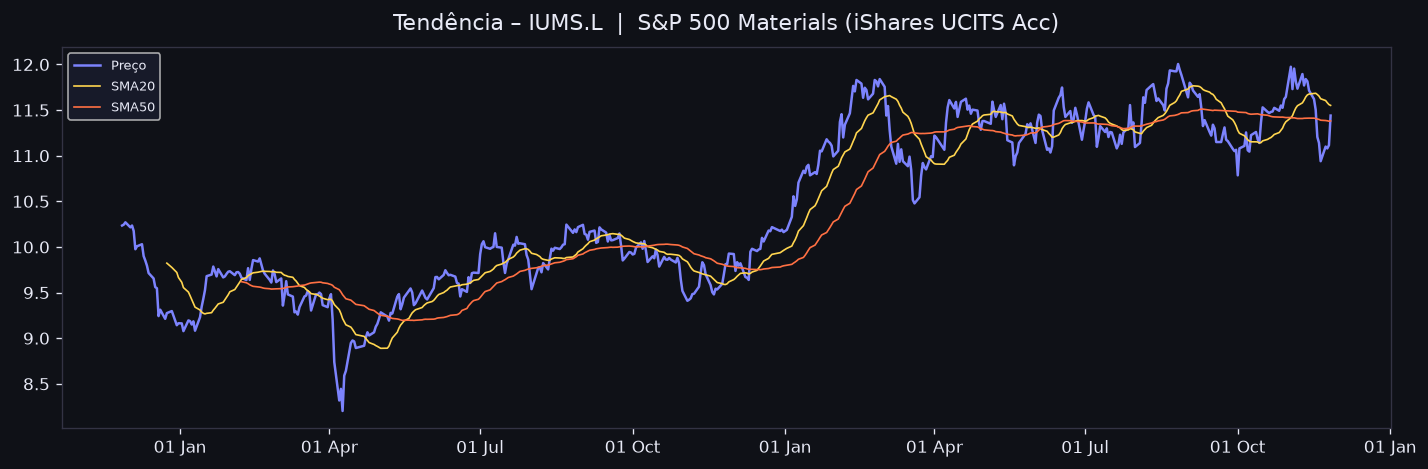 Tendência – IUMS.L | S&P 500 Materials (iShares UCITS Acc)
12.0
11.5
11.0
10.5
10.0
9.5
9.0
8.5
Preço
SMA20
SMA50
01 Jan
01 Apr
01 Jul
01 Oct
01 Jan
01 Apr
01 Jul
01 Oct
01 Jan